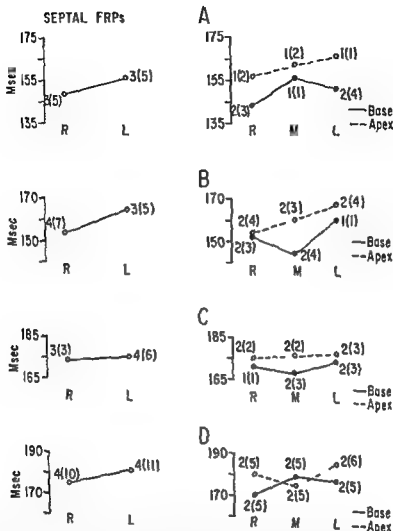 SEPTAL FRPs
A
Msec
175
155
135
3(5)
3(5)
R L
175
155
135
1(2)
1(2)
1(1)
2(3)
1(1)
2(4)
R M L
Base
Apex
B
Msec
170
150
4(7)
3(5)
R L
170
150
2(4)
2(3)
2(4)
2(3)
2(4)
1(1)
R M L
Base
Apex
C
Msec
185
165
3(3)
4(6)
R L
185
165
2(2)
2(2)
2(3)
1(1)
2(3)
2(3)
R M L
Base
Apex
D
Msec
190
170
4(10)
4(11)
R L
190
170
2(5)
2(5)
2(6)
2(5)
2(5)
2(5)
R M L
Base
Apex